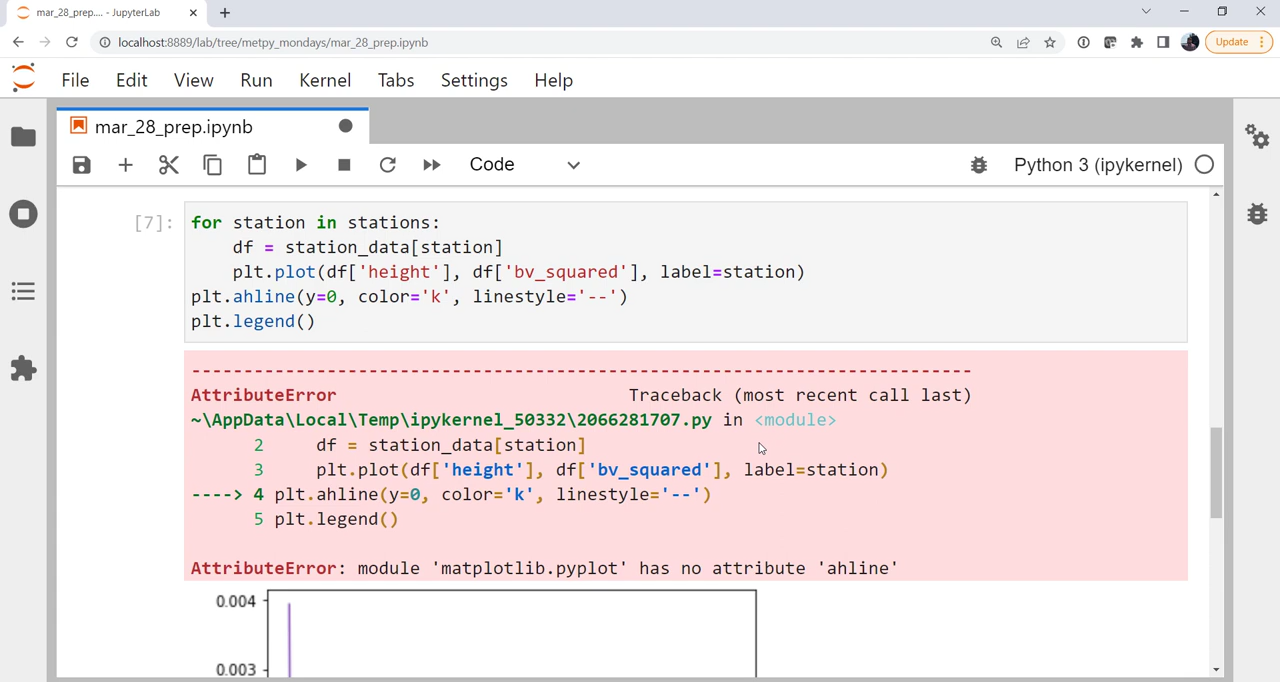 mar_28_prep.... - JupyterLab
localhost:8889/lab/tree/metpy_mondays/mar_28_prep.ipynb
Update
File Edit View Run Kernel Tabs Settings Help
mar_28_prep.ipynb
Code
Python 3 (ipykernel)
[7]:
for station in stations:
    df = station_data[station]
    plt.plot(df['height'], df['bv_squared'], label=station)
plt.ahline(y=0, color='k', linestyle='--')
plt.legend()
---------------------------------------------------------------------------
AttributeError                            Traceback (most recent call last)
~\AppData\Local\Temp\ipykernel_50332\2066281707.py in <module>
      2     df = station_data[station]
      3     plt.plot(df['height'], df['bv_squared'], label=station)
----> 4 plt.ahline(y=0, color='k', linestyle='--')
      5 plt.legend()
AttributeError: module 'matplotlib.pyplot' has no attribute 'ahline'
0.004
0.003